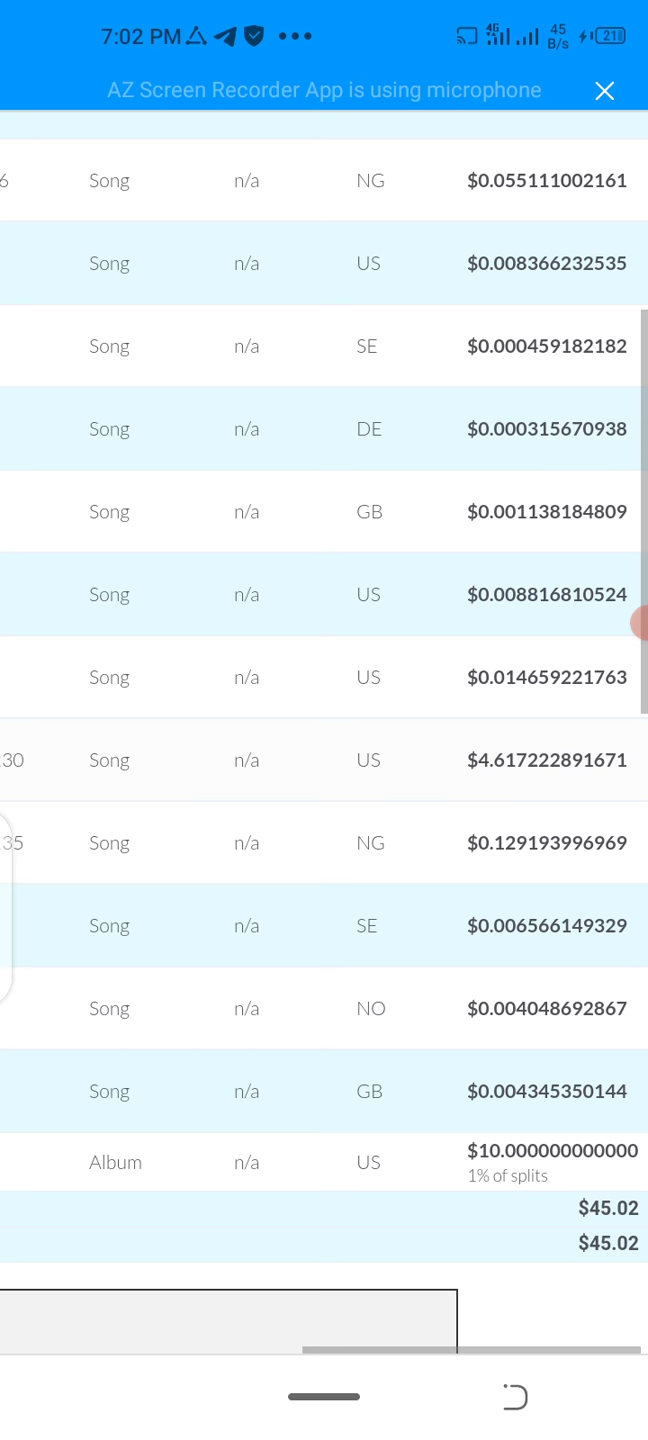 7:02 PM 4G 45 B/s 21
AZ Screen Recorder App is using microphone
6 Song n/a NG $0.055111002161
Song n/a US $0.008366232535
Song n/a SE $0.000459182182
Song n/a DE $0.000315670938
Song n/a GB $0.001138184809
Song n/a US $0.008816810524
Song n/a US $0.014659221763
30 Song n/a US $4.617222891671
35 Song n/a NG $0.129193996969
Song n/a SE $0.006566149329
Song n/a NO $0.004048692867
Song n/a GB $0.004345350144
Album n/a US $10.000000000000
1% of splits
$45.02
$45.02